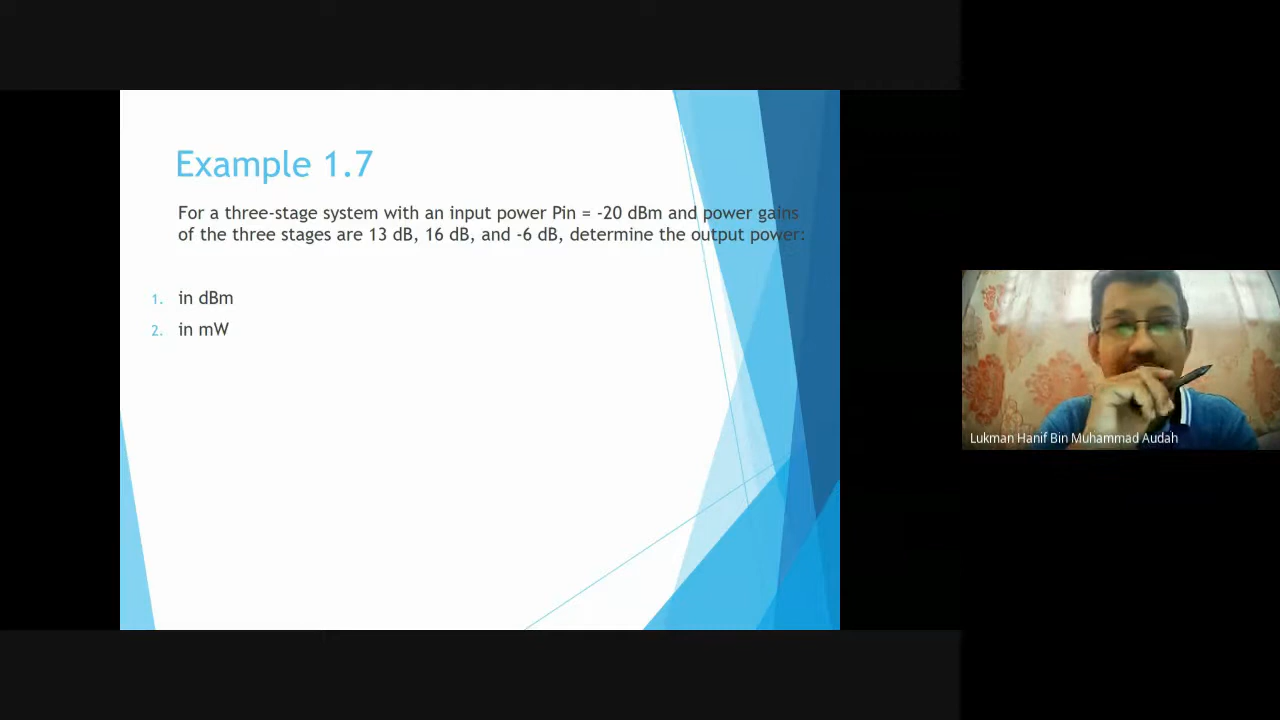 Example 1.7
For a three-stage system with an input power Pin = -20 dBm and power gains
of the three stages are 13 dB, 16 dB, and -6 dB, determine the output power:
1. in dBm
2. in mW
Lukman Hanif Bin Muhammad Audah